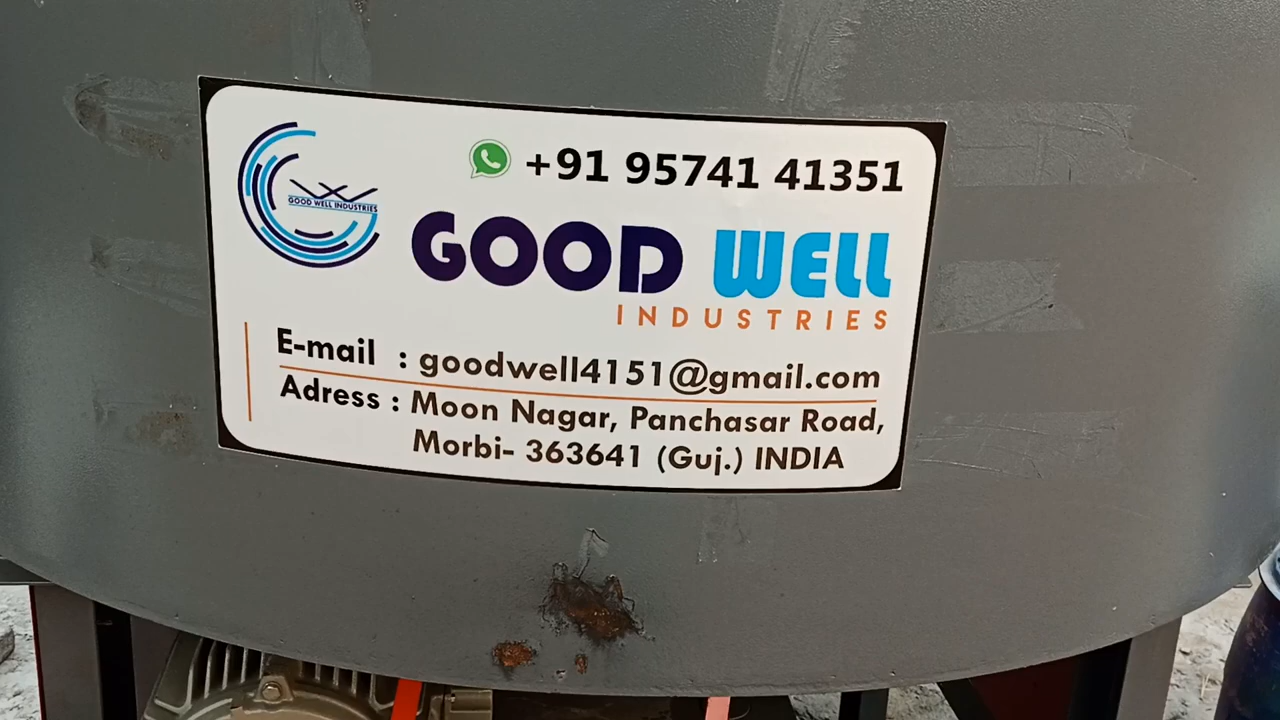 +91 95741 41351
GOOD WELL INDUSTRIES
GOOD WELL
INDUSTRIES
E-mail : goodwell4151@gmail.com
Adress : Moon Nagar, Panchasar Road,
Morbi- 363641 (Guj.) INDIA